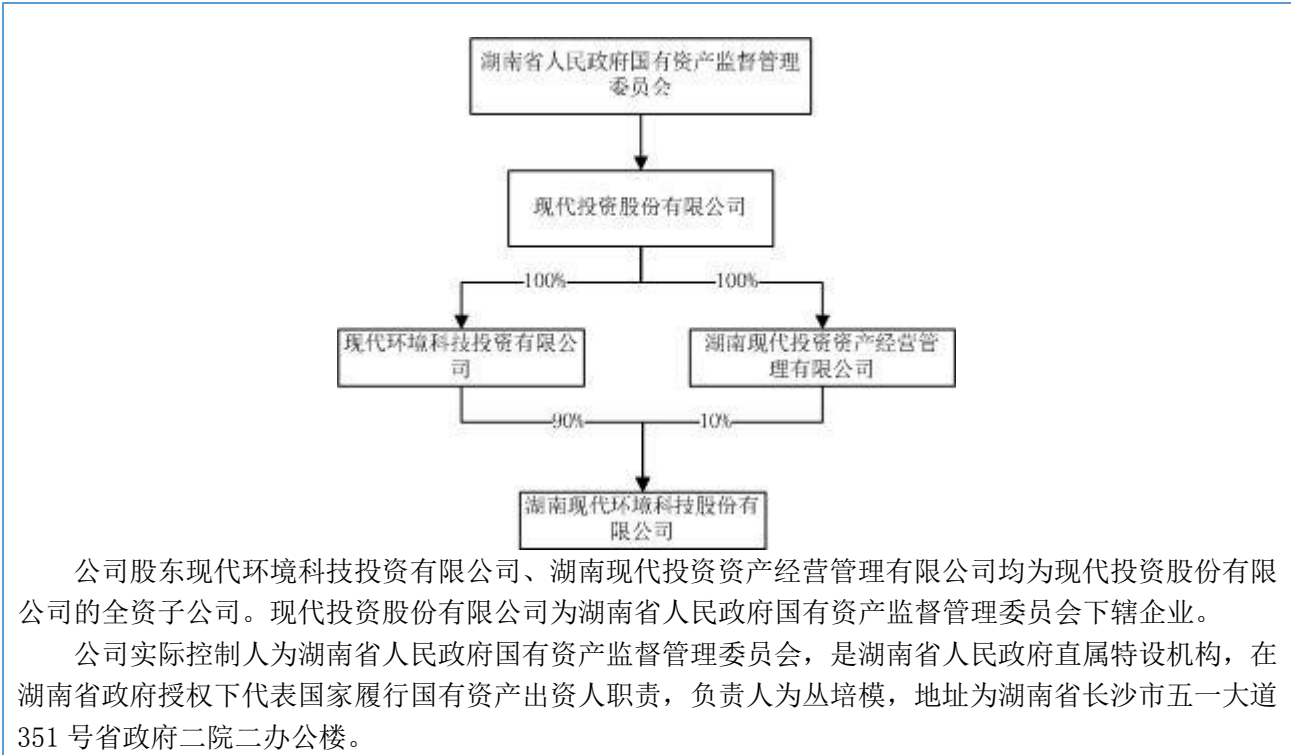 湖南省人民政府国有资产监督管理
委员会
现代投资股份有限公司
100%
100%
现代环境科技投资有限公
司
湖南现代投资资产经营管
理有限公司
90%
10%
湖南现代环境科技股份有
限公司
公司股东现代环境科技投资有限公司、湖南现代投资资产经营管理有限公司均为现代投资股份有限
公司的全资子公司。现代投资股份有限公司为湖南省人民政府国有资产监督管理委员会下辖企业。
公司实际控制人为湖南省人民政府国有资产监督管理委员会，是湖南省人民政府直属特设机构，在
湖南省政府授权下代表国家履行国有资产出资人职责，负责人为丛培模，地址为湖南省长沙市五一大道
351 号省政府二院二办公楼。